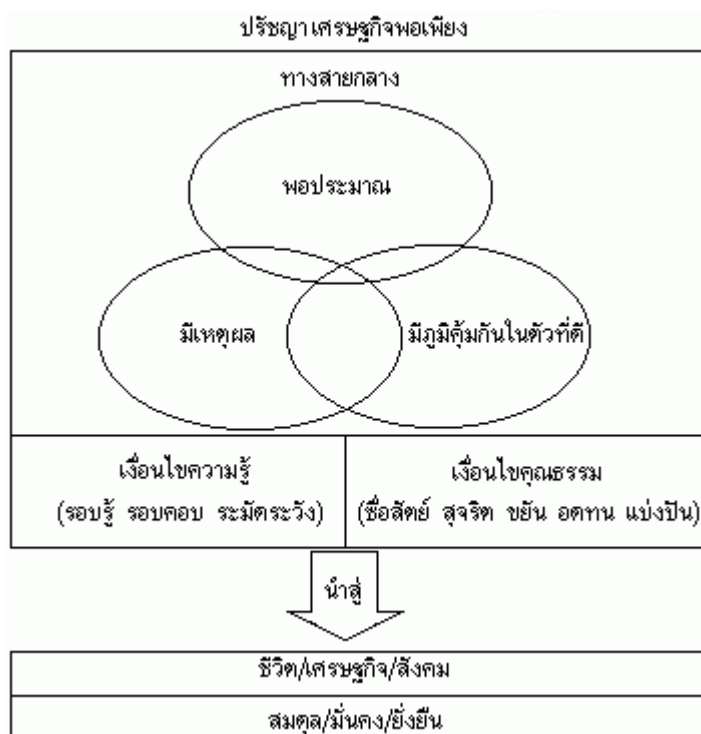 ปรัชญาเศรษฐกิจพอเพียง
ทางสายกลาง
พอประมาณ
มีเหตุผล
มีภูมิคุ้มกันในตัวที่ดี
เงื่อนไขความรู้
(รอบรู้ รอบคอบ ระมัดระวัง)
เงื่อนไขคุณธรรม
(ซื่อสัตย์ สุจริต ขยัน อดทน แบ่งปัน)
นำสู่
ชีวิต/เศรษฐกิจ/สังคม
สมดุล/มั่นคง/ยั่งยืน